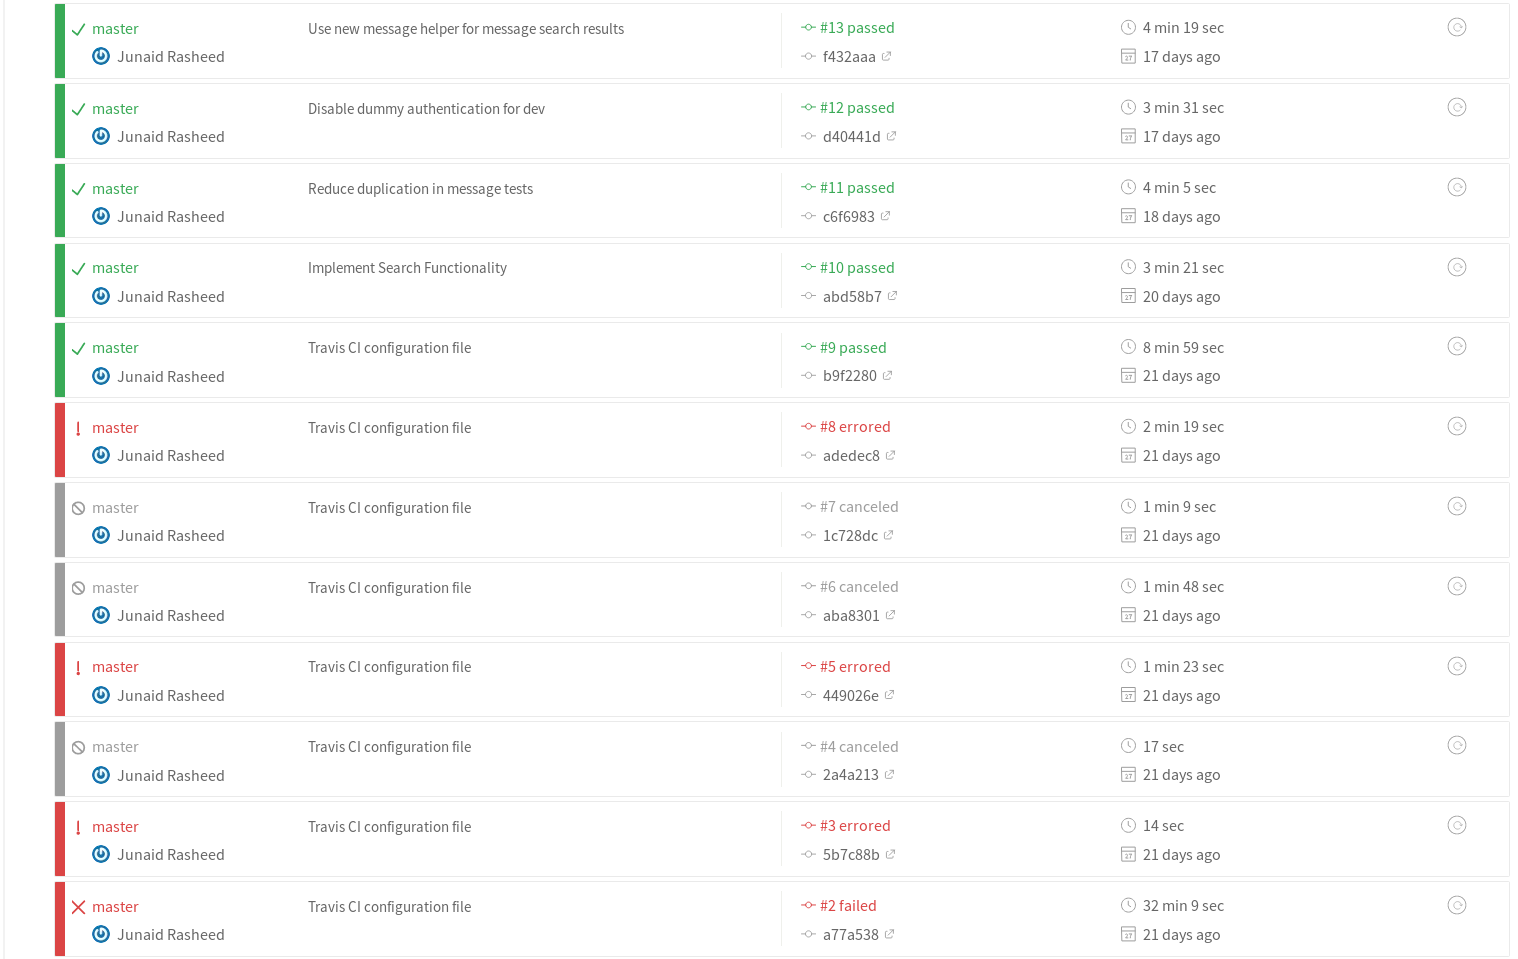 master Use new message helper for message search results #13 passed 4 min 19 sec
Junaid Rasheed f432aaa 17 days ago
master Disable dummy authentication for dev #12 passed 3 min 31 sec
Junaid Rasheed d40441d 17 days ago
master Reduce duplication in message tests #11 passed 4 min 5 sec
Junaid Rasheed c6f6983 18 days ago
master Implement Search Functionality #10 passed 3 min 21 sec
Junaid Rasheed abd58b7 20 days ago
master Travis CI configuration file #9 passed 8 min 59 sec
Junaid Rasheed b9f2280 21 days ago
master Travis CI configuration file #8 errored 2 min 19 sec
Junaid Rasheed adedec8 21 days ago
master Travis CI configuration file #7 canceled 1 min 9 sec
Junaid Rasheed 1c728dc 21 days ago
master Travis CI configuration file #6 canceled 1 min 48 sec
Junaid Rasheed aba8301 21 days ago
master Travis CI configuration file #5 errored 1 min 23 sec
Junaid Rasheed 449026e 21 days ago
master Travis CI configuration file #4 canceled 17 sec
Junaid Rasheed 2a4a213 21 days ago
master Travis CI configuration file #3 errored 14 sec
Junaid Rasheed 5b7c88b 21 days ago
master Travis CI configuration file #2 failed 32 min 9 sec
Junaid Rasheed a77a538 21 days ago